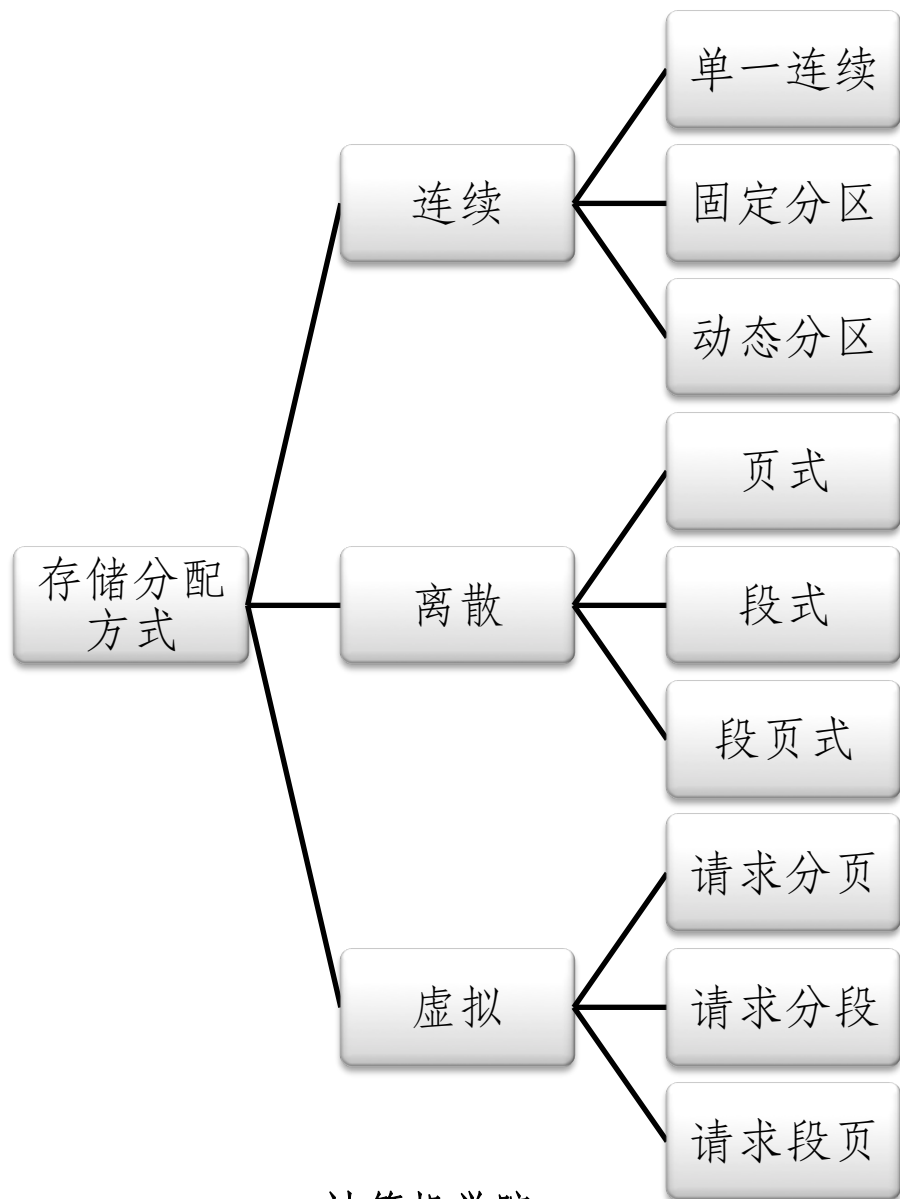 单一连续
连续
固定分区
动态分区
页式
存储分配
方式
离散
段式
段页式
请求分页
虚拟
请求分段
请求段页